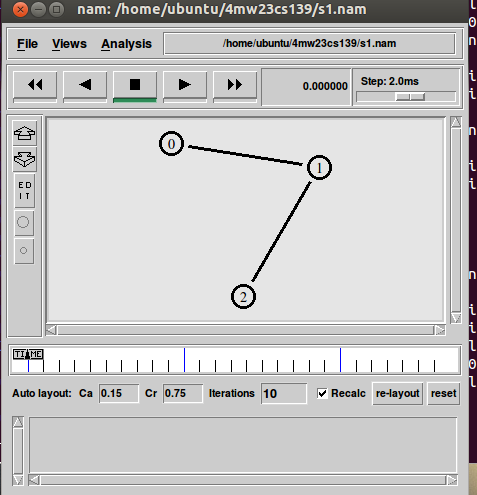 nam: /home/ubuntu/4mw23cs139/s1.nam
File Views Analysis /home/ubuntu/4mw23cs139/s1.nam
0.000000 Step: 2.0ms
E D
I T
0
1
2
TIME
Auto layout: Ca 0.15 Cr 0.75 Iterations 10 Recalc re-layout reset